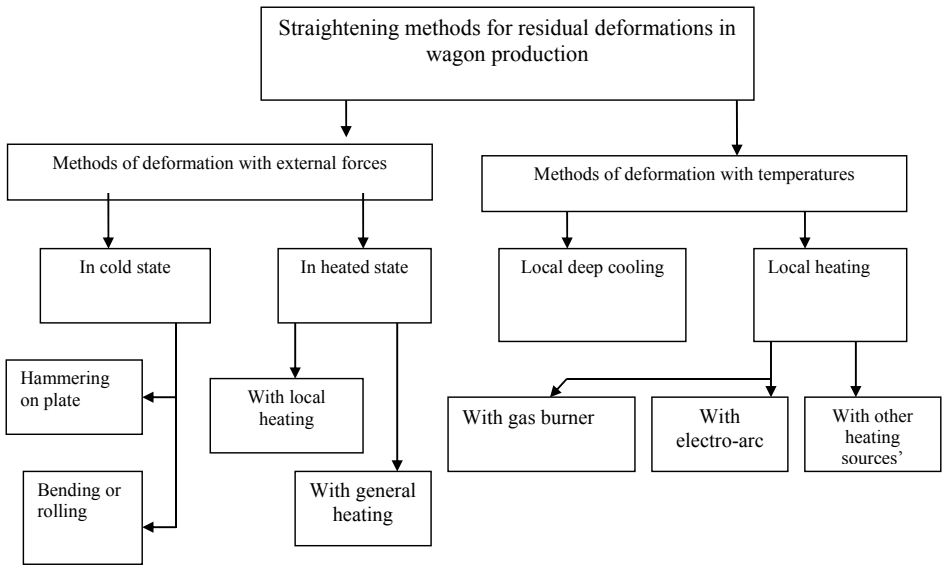 Straightening methods for residual deformations in
wagon production
Methods of deformation with external forces
Methods of deformation with temperatures
In cold state
In heated state
Local deep cooling
Local heating
Hammering
on plate
With local
heating
With gas burner
With
electro-arc
With other
heating
sources’
Bending or
rolling
With general
heating